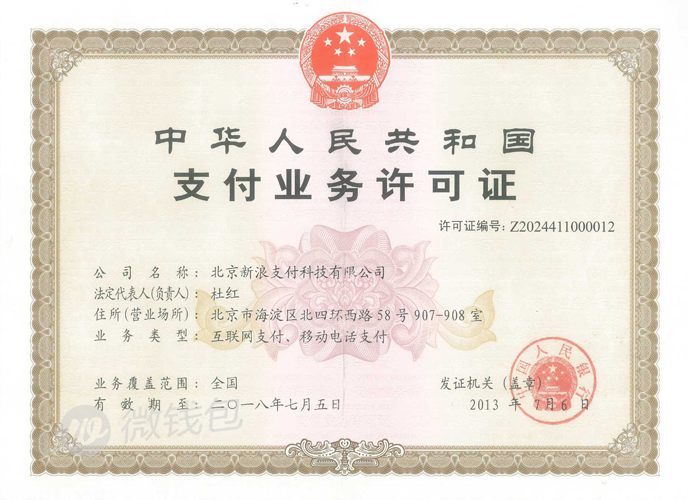 中华人民共和国
支付业务许可证
许可证编号: Z2024411000012
公司名称: 北京新浪支付科技有限公司
法定代表人(负责人): 杜红
住所(营业场所): 北京市海淀区北四环西路58号907-908室
业务类型: 互联网支付、移动电话支付
业务覆盖范围: 全国
发证机关(盖章)
有效期至: 二〇一八年七月五日
2013 年 7月6日
中国人民银行
微钱包